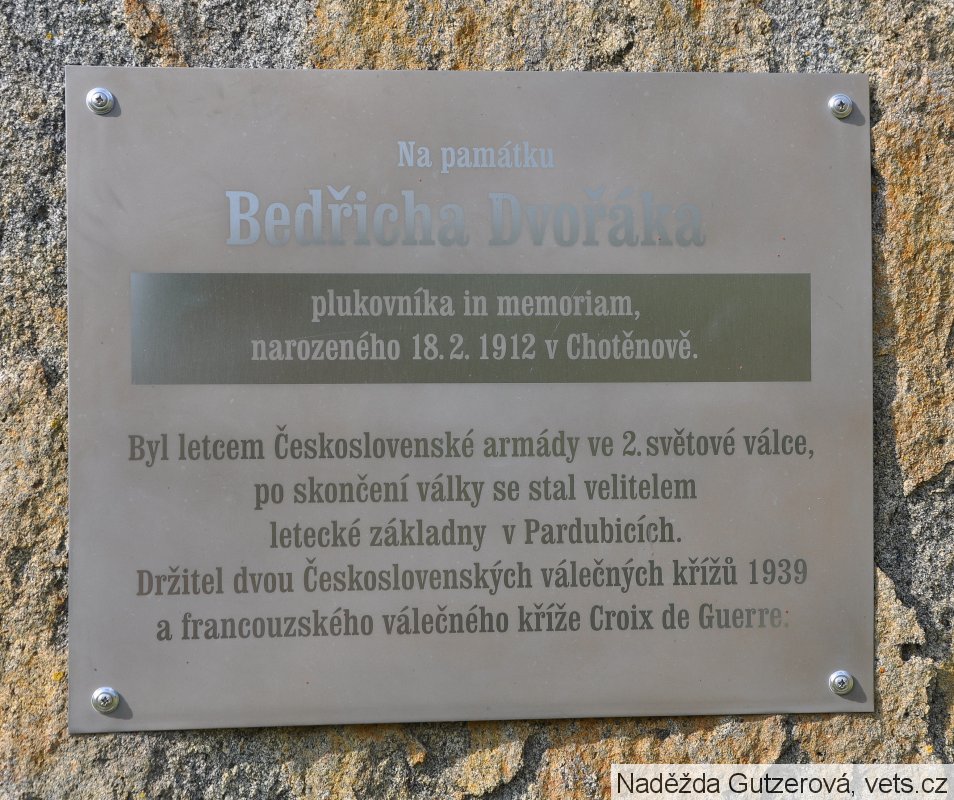 Na památku
Bedřicha Dvořáka
plukovníka in memoriam,
narozeného 18. 2. 1912 v Chotěnově.
Byl letcem Československé armády ve 2. světové válce,
po skončení války se stal velitelem
letecké základny v Pardubicích.
Držitel dvou Československých válečných křížů 1939
a francouzského válečného kříže Croix de Guerre.
Naděžda Gutzerová, vets.cz